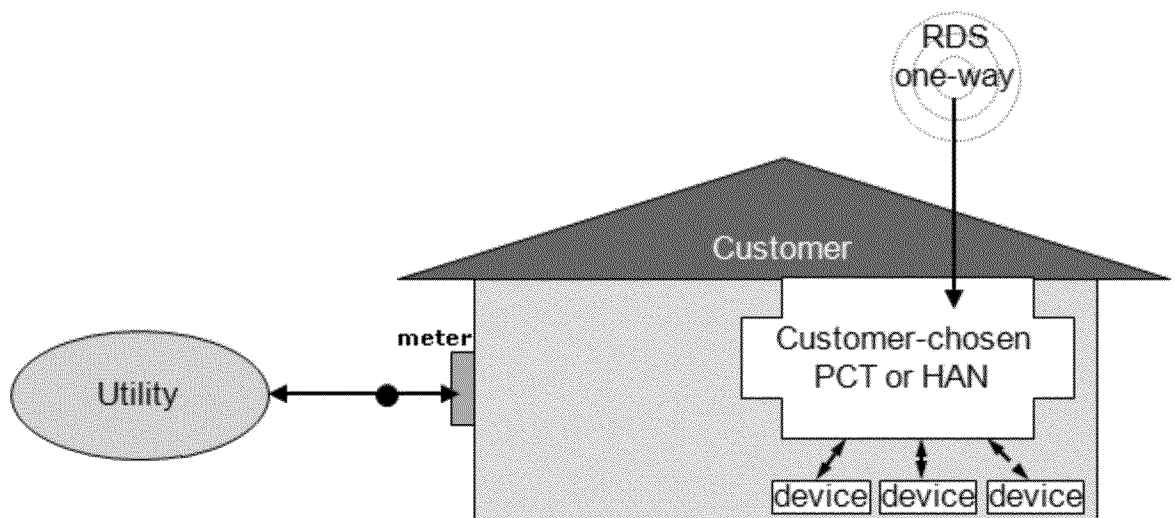 RDS
one-way
Customer
meter
Customer-chosen
PCT or HAN
Utility
device device device